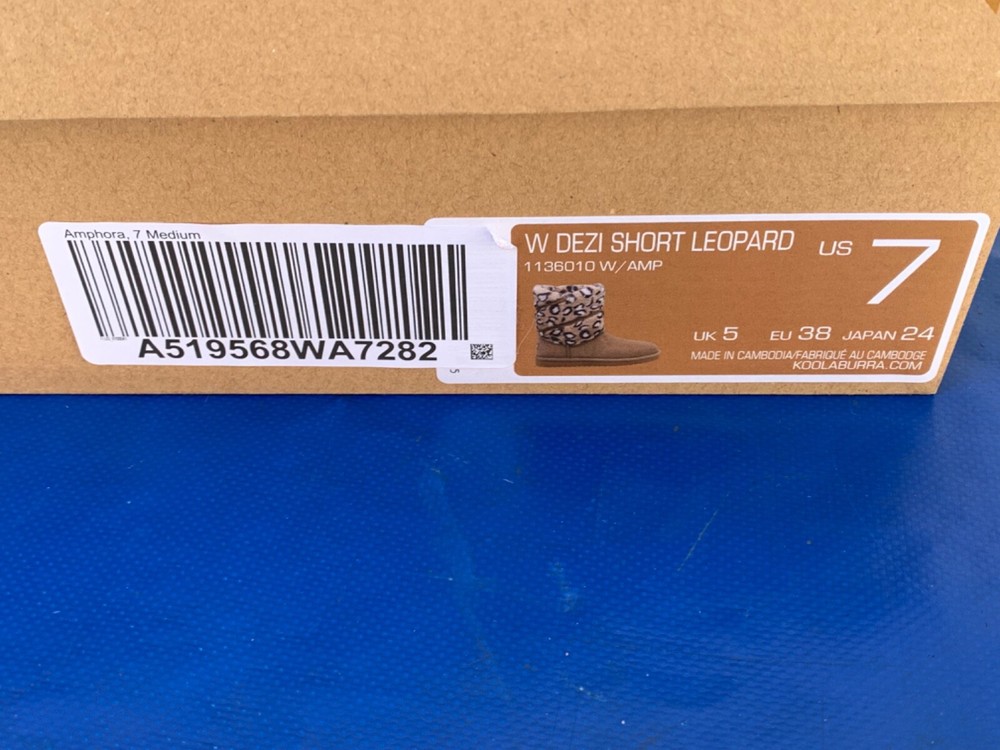 Amphora, 7 Medium
A519568WA7282
W DEZI SHORT LEOPARD
1136010 W/AMP
US 7
UK 5 EU 38 JAPAN 24
MADE IN CAMBODIA/FABRIQUÉ AU CAMBODGE
KOOLABURRA.COM